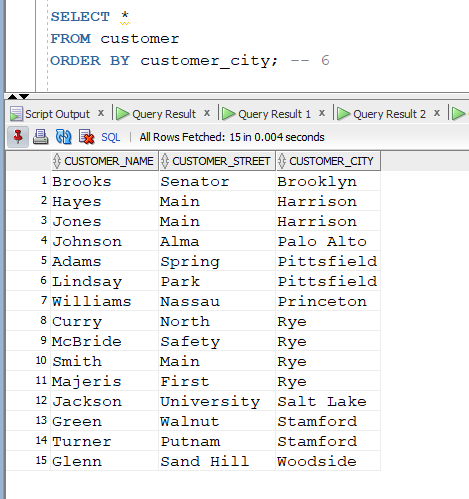 SELECT *
FROM customer
ORDER BY customer_city; -- 6
Script Output x Query Result x Query Result 1 x Query Result 2 x
SQL | All Rows Fetched: 15 in 0.004 seconds
CUSTOMER_NAME CUSTOMER_STREET CUSTOMER_CITY
1 Brooks Senator Brooklyn
2 Hayes Main Harrison
3 Jones Main Harrison
4 Johnson Alma Palo Alto
5 Adams Spring Pittsfield
6 Lindsay Park Pittsfield
7 Williams Nassau Princeton
8 Curry North Rye
9 McBride Safety Rye
10 Smith Main Rye
11 Majeris First Rye
12 Jackson University Salt Lake
13 Green Walnut Stamford
14 Turner Putnam Stamford
15 Glenn Sand Hill Woodside